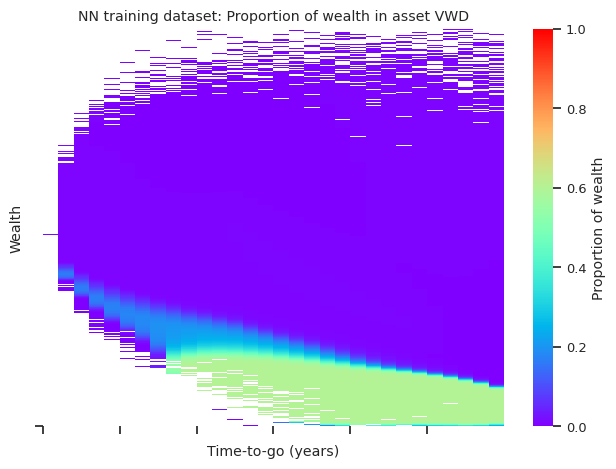 NN training dataset: Proportion of wealth in asset VWD
Wealth
Time-to-go (years)
1.0
0.8
0.6
0.4
0.2
0.0
Proportion of wealth